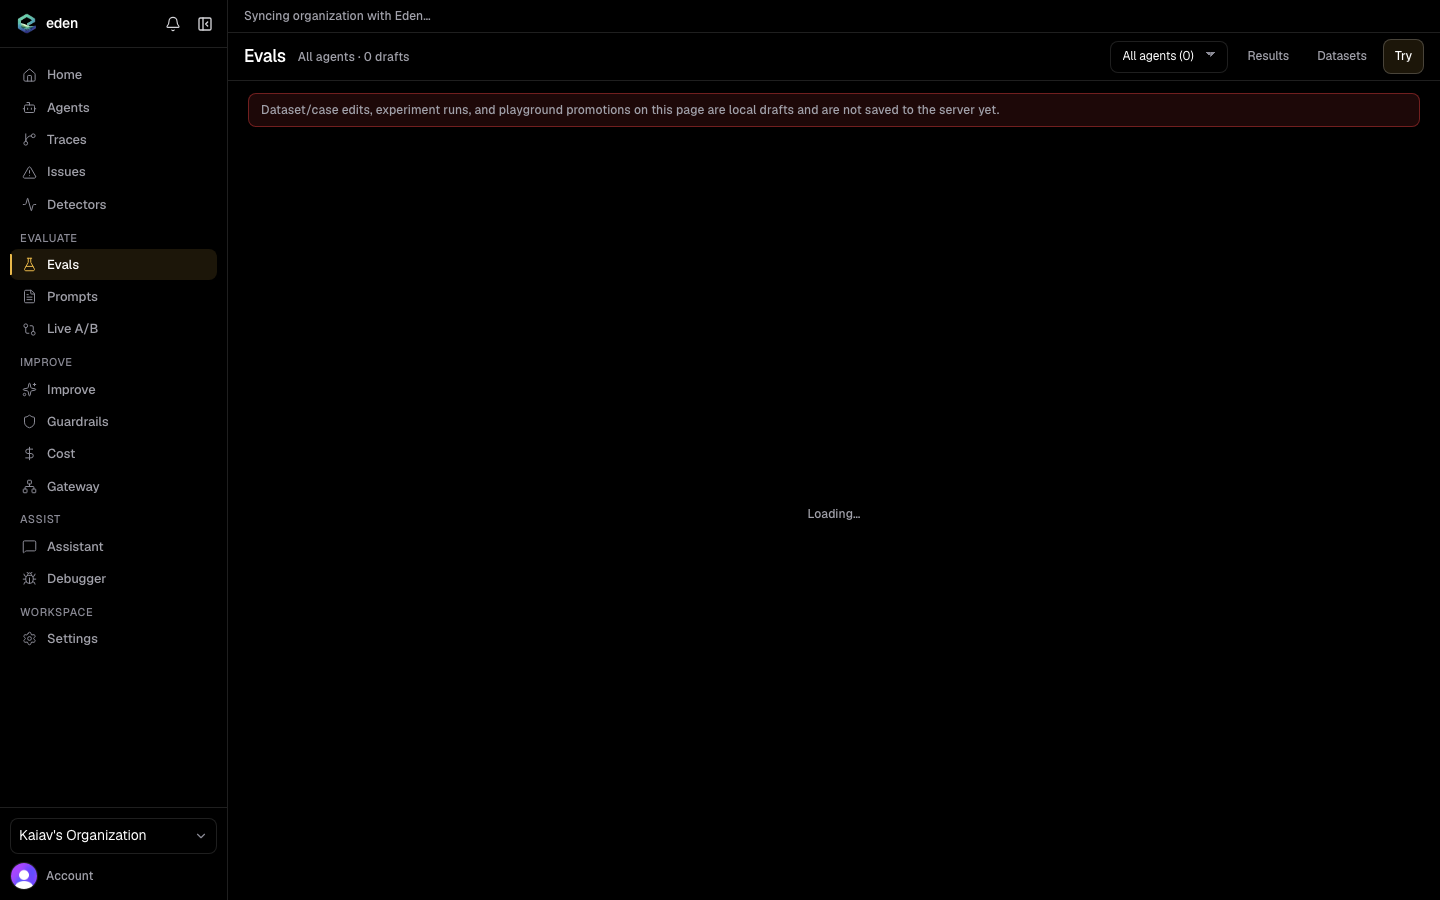 eden
Home
Agents
Traces
Issues
Detectors
EVALUATE
Evals
Prompts
Live A/B
IMPROVE
Improve
Guardrails
Cost
Gateway
ASSIST
Assistant
Debugger
WORKSPACE
Settings
Kaiav's Organization
Account
Syncing organization with Eden…
Evals All agents · 0 drafts
All agents (0) Results Datasets Try
Dataset/case edits, experiment runs, and playground promotions on this page are local drafts and are not saved to the server yet.
Loading…